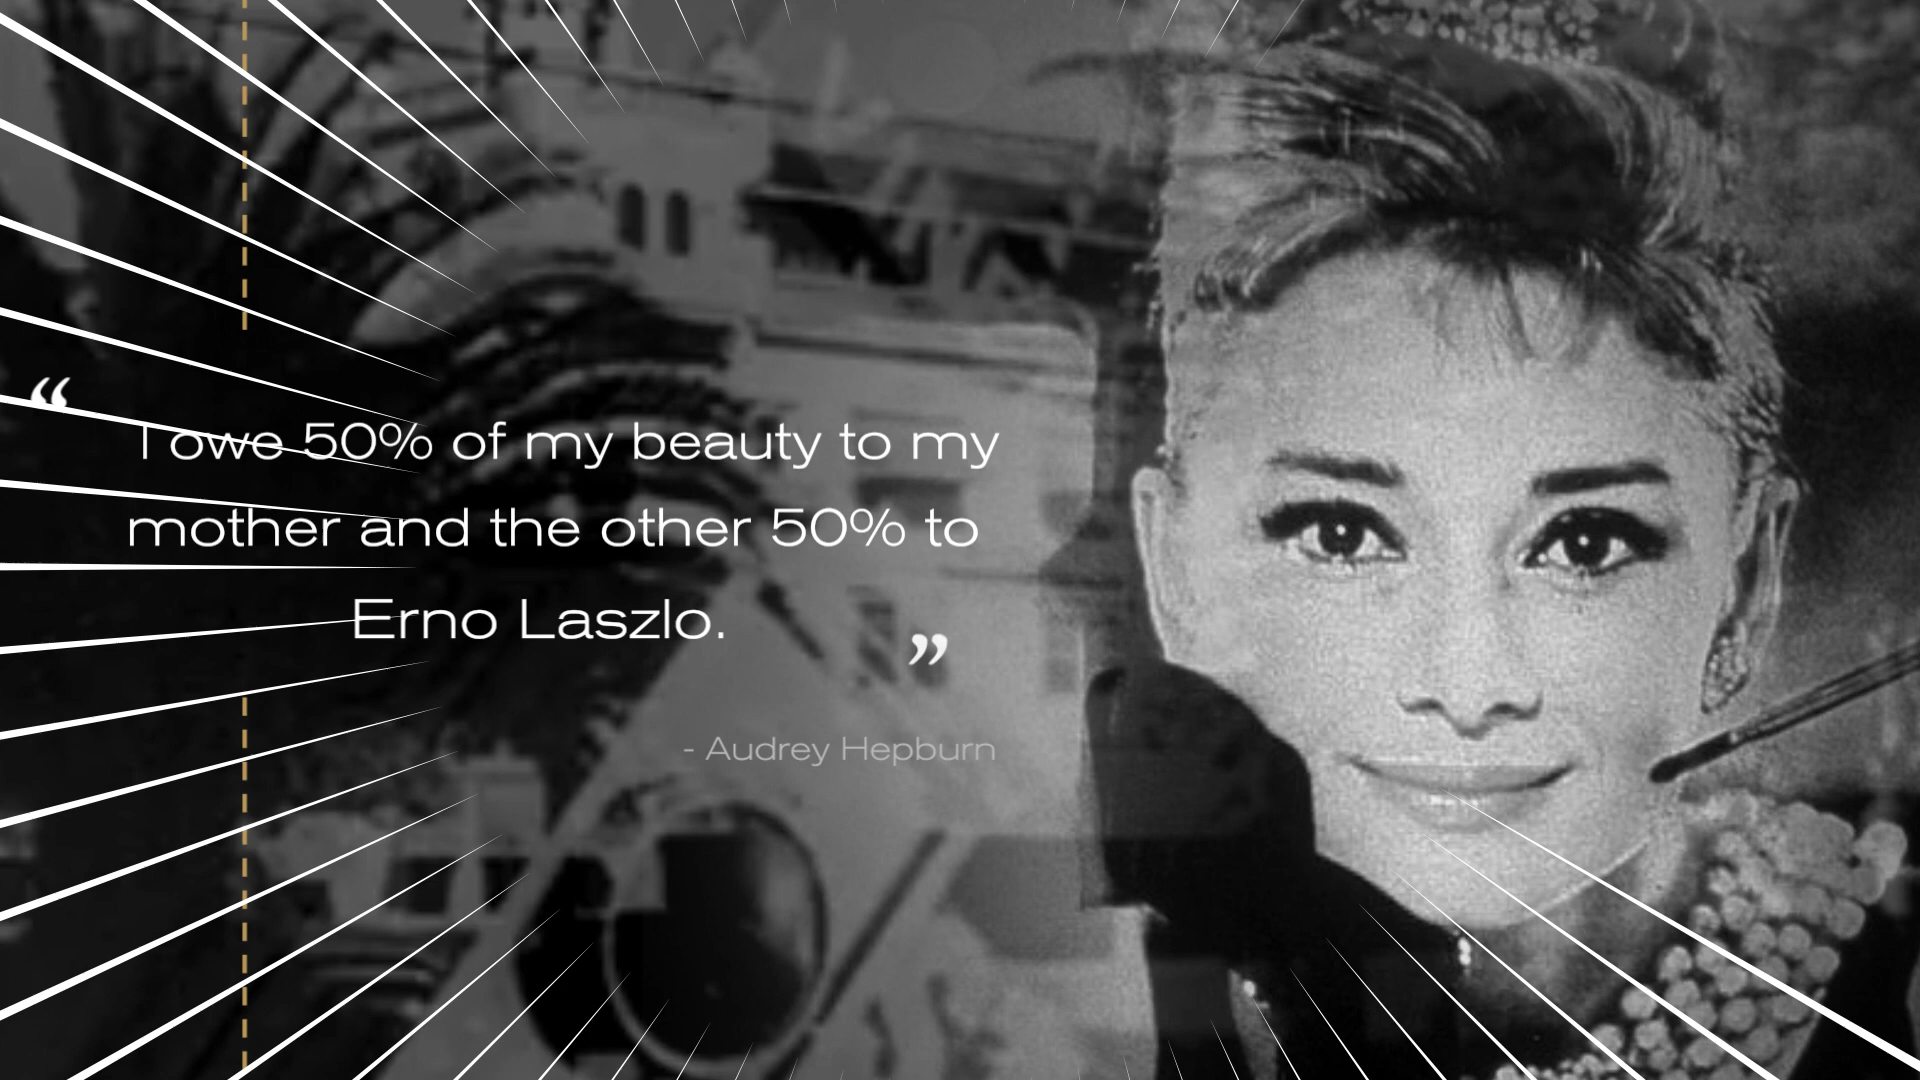 “
I owe 50% of my beauty to my
mother and the other 50% to
Erno Laszlo.
”
- Audrey Hepburn